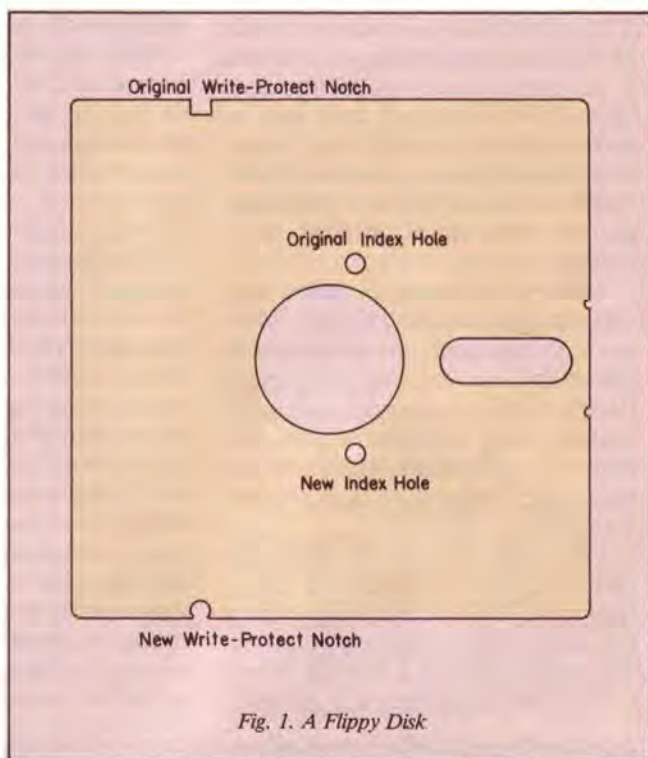 Original Write-Protect Notch
Original Index Hole
New Index Hole
New Write-Protect Notch
Fig. 1. A Flippy Disk